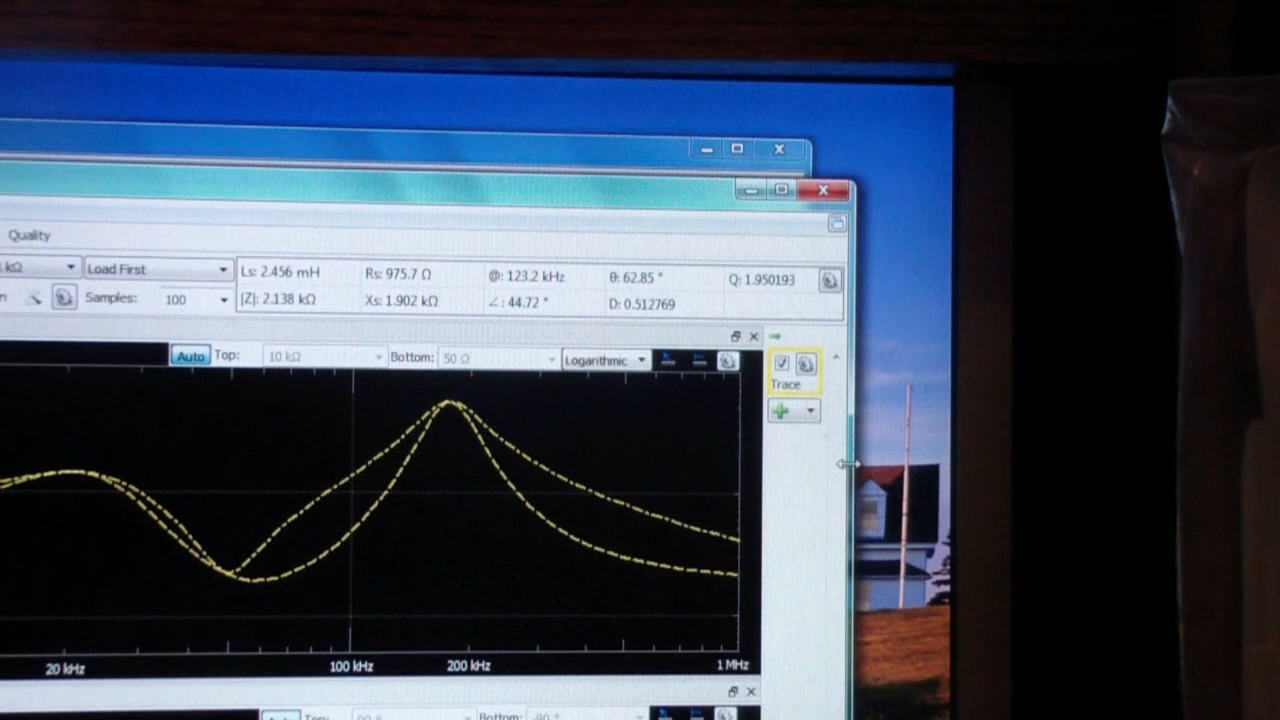 Quality
kΩ Load First Ls: 2.456 mH Rs: 975.7 Ω @: 123.2 kHz θ: 62.85 ° Q: 1.950193
n Samples: 100 |Z|: 2.138 kΩ Xs: 1.902 kΩ ∠: 44.72 ° D: 0.512769
Auto Top: 10 kΩ Bottom: 50 Ω Logarithmic
Trace
20 kHz 100 kHz 200 kHz 1 MHz
Top: Bottom: -90 °